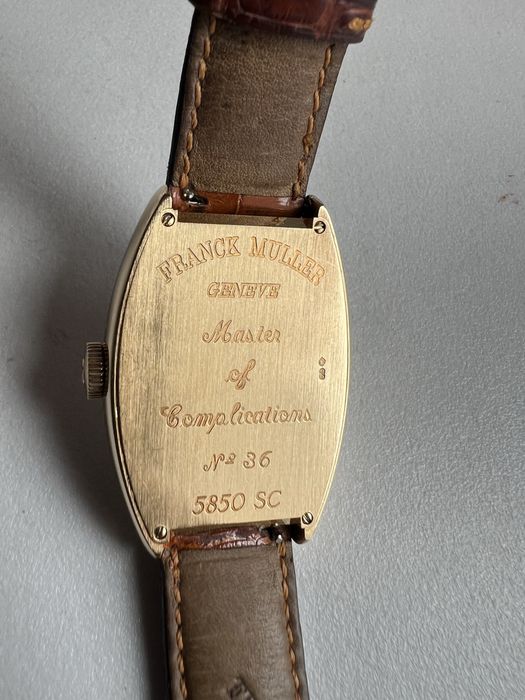 FRANCK MULLER
GENEVE
Master
of
Complications
Nº 36
5850 SC